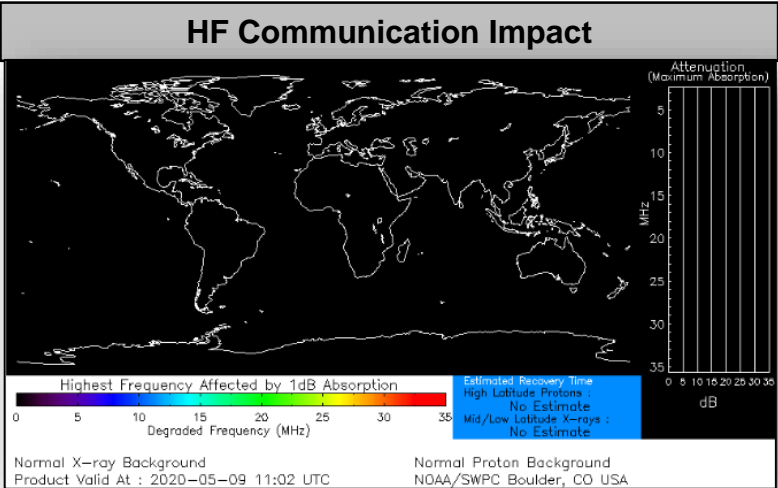 HF Communication Impact
Attenuation
(Maximum Absorption)
5
10
15
20
25
30
35
MHz
0 5 10 15 20 25 30 35
dB
Highest Frequency Affected by 1dB Absorption
0 5 10 15 20 25 30 35
Degraded Frequency (MHz)
Estimated Recovery Time
High Latitude Protons :
No Estimate
Mid/Low Latitude X-rays :
No Estimate
Normal X-ray Background
Normal Proton Background
Product Valid At : 2020-05-09 11:02 UTC
NOAA/SWPC Boulder, CO USA